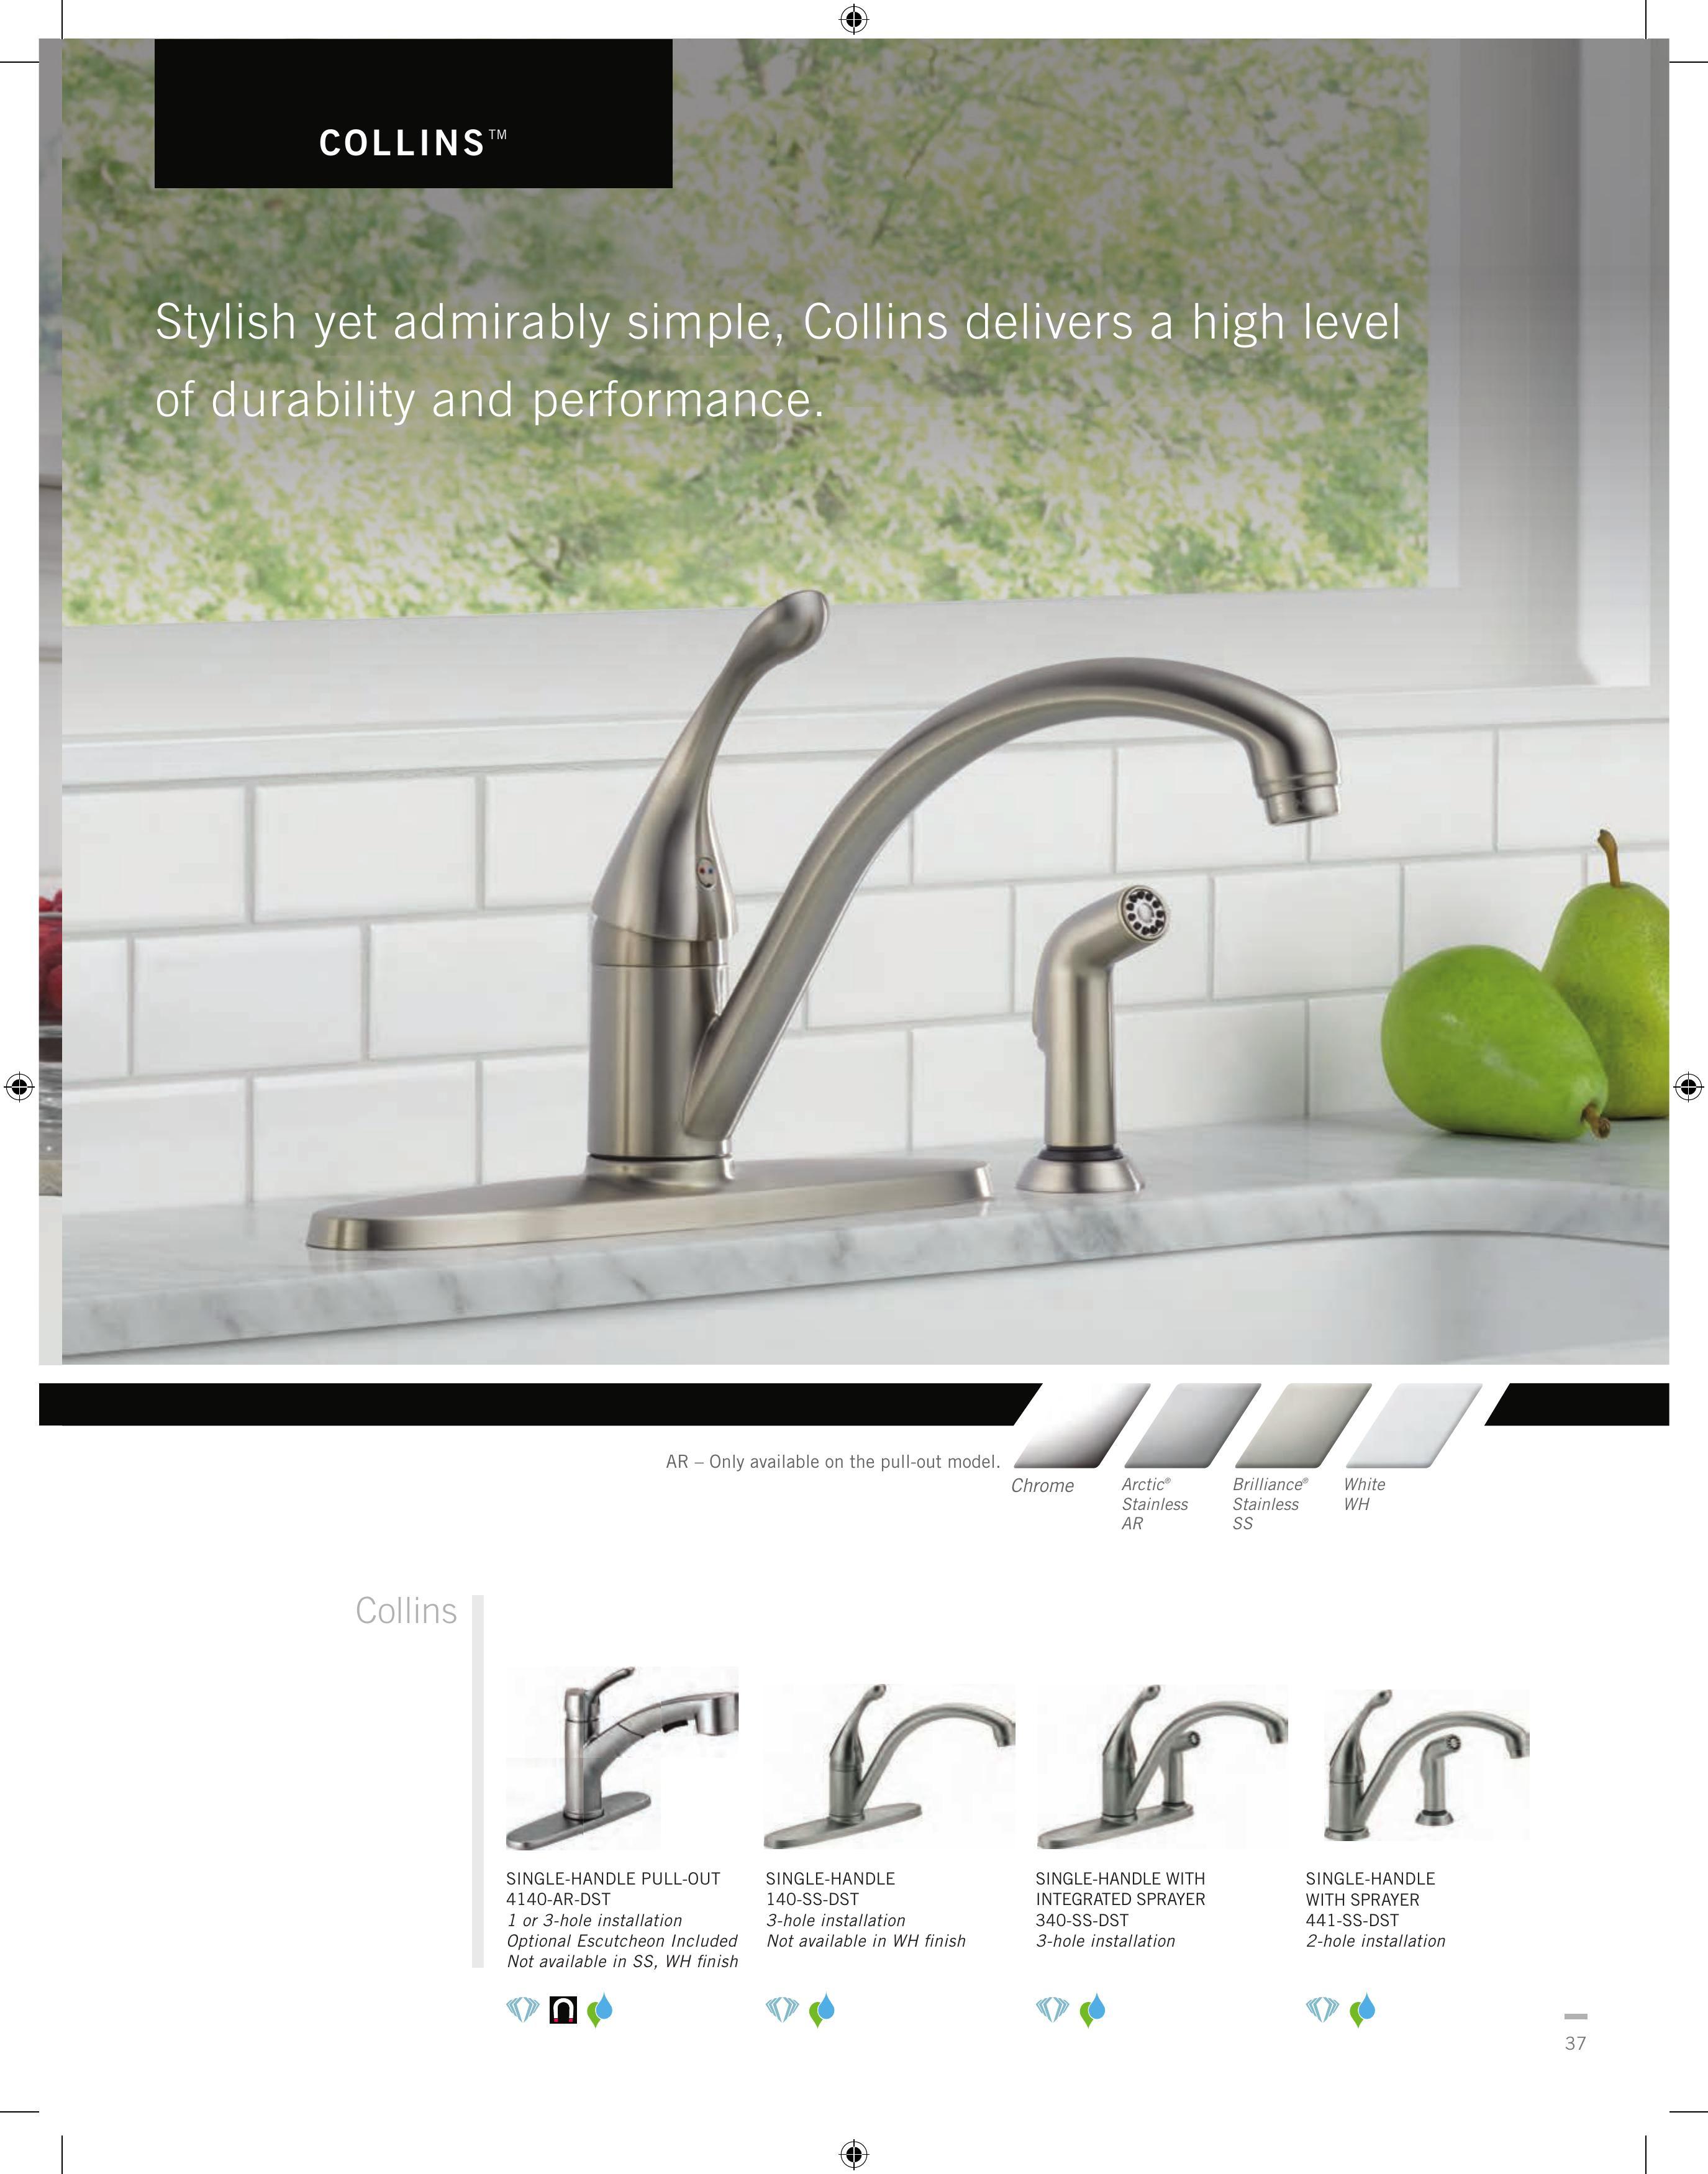 COLLINS™
Stylish yet admirably simple, Collins delivers a high level
of durability and performance.
AR – Only available on the pull-out model.
Chrome
Arctic®
Stainless
AR
Brilliance®
Stainless
SS
White
WH
Collins
SINGLE-HANDLE PULL-OUT
4140-AR-DST
1 or 3-hole installation
Optional Escutcheon Included
Not available in SS, WH finish
SINGLE-HANDLE
140-SS-DST
3-hole installation
Not available in WH finish
SINGLE-HANDLE WITH
INTEGRATED SPRAYER
340-SS-DST
3-hole installation
SINGLE-HANDLE
WITH SPRAYER
441-SS-DST
2-hole installation
37